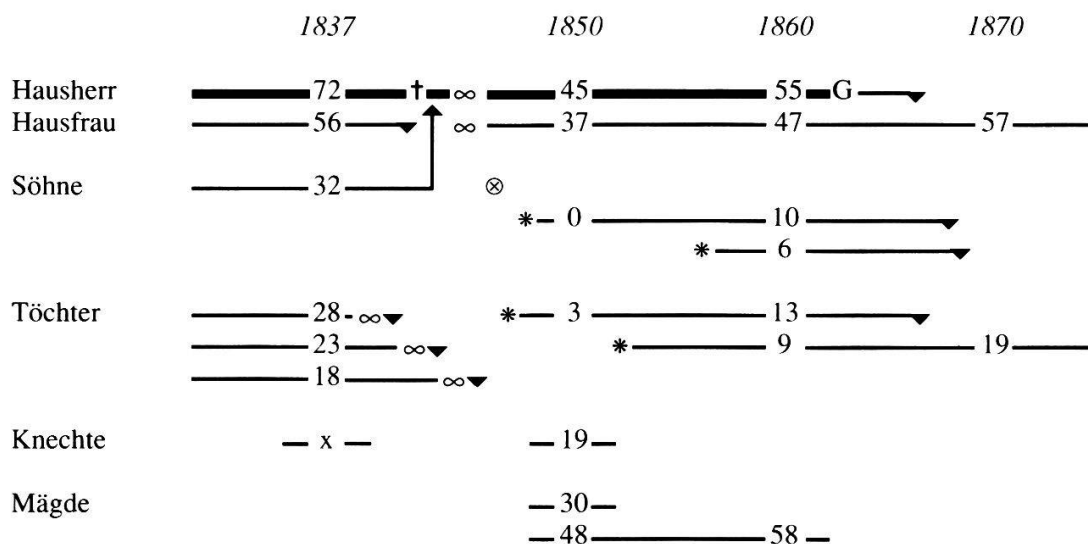 1837 1850 1860 1870
Hausherr 72 † ∞ 45 55 G
Hausfrau 56 ∞ 37 47 57
Söhne 32 ⊗
* 0 10
* 6
Töchter 28 ∞ * 3 13
23 ∞ * 9 19
18 ∞
Knechte x 19
Mägde 30
48 58